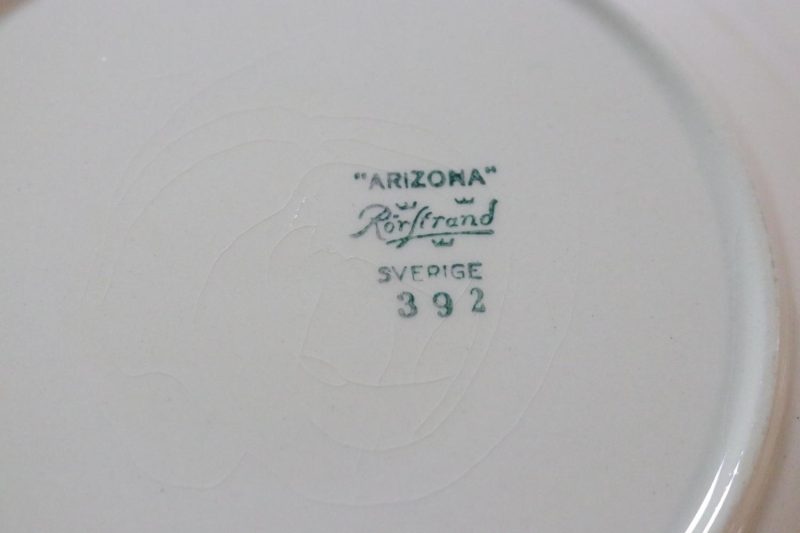 "ARIZONA"
Rörstrand
SVERIGE
392